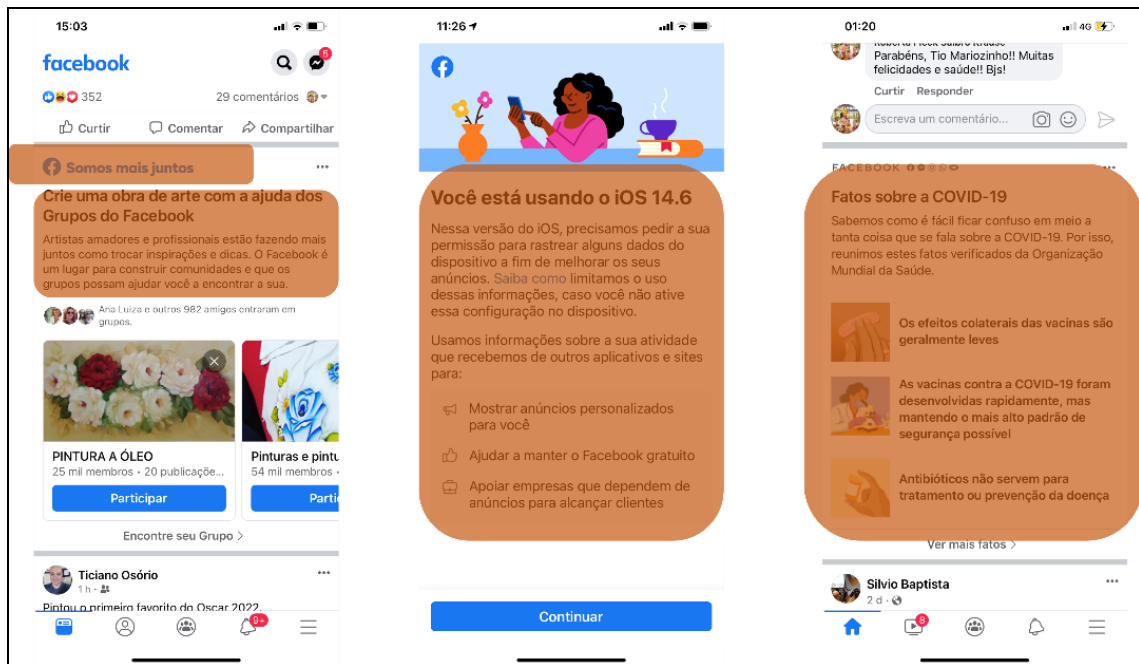 15:03
facebook
5
352
29 comentários
Curtir
Comentar
Compartilhar
Somos mais juntos
Crie uma obra de arte com a ajuda dos
Grupos do Facebook
Artistas amadores e profissionais estão fazendo mais
juntos como trocar inspirações e dicas. O Facebook é
um lugar para construir comunidades e que os
grupos possam ajudar você a encontrar a sua.
Ana Luiza e outros 982 amigos entraram em
grupos.
PINTURA A ÓLEO
25 mil membros • 20 publicaçõe...
Participar
Pinturas e pintu
54 mil membros •
Parti
Encontre seu Grupo
Ticiano Osório
1 h
Pintou o primeiro favorito do Oscar 2022.
9+
11:26
Você está usando o iOS 14.6
Nessa versão do iOS, precisamos pedir a sua
permissão para rastrear alguns dados do
dispositivo a fim de melhorar os seus
anúncios. Saiba como limitamos o uso
dessas informações, caso você não ative
essa configuração no dispositivo.
Usamos informações sobre a sua atividade
que recebemos de outros aplicativos e sites
para:
Mostrar anúncios personalizados
para você
Ajudar a manter o Facebook gratuito
Apoiar empresas que dependem de
anúncios para alcançar clientes
Continuar
01:20
4G
Parabéns, Tio Mariozinho!! Muitas
felicidades e saúde!! Bjs!
Curtir Responder
Escreva um comentário...
FACEBOOK
Fatos sobre a COVID-19
Sabemos como é fácil ficar confuso em meio a
tanta coisa que se fala sobre a COVID-19. Por isso,
reunimos estes fatos verificados da Organização
Mundial da Saúde.
Os efeitos colaterais das vacinas são
geralmente leves
As vacinas contra a COVID-19 foram
desenvolvidas rapidamente, mas
mantendo o mais alto padrão de
segurança possível
Antibióticos não servem para
tratamento ou prevenção da doença
Ver mais fatos
Silvio Baptista
2 d
8